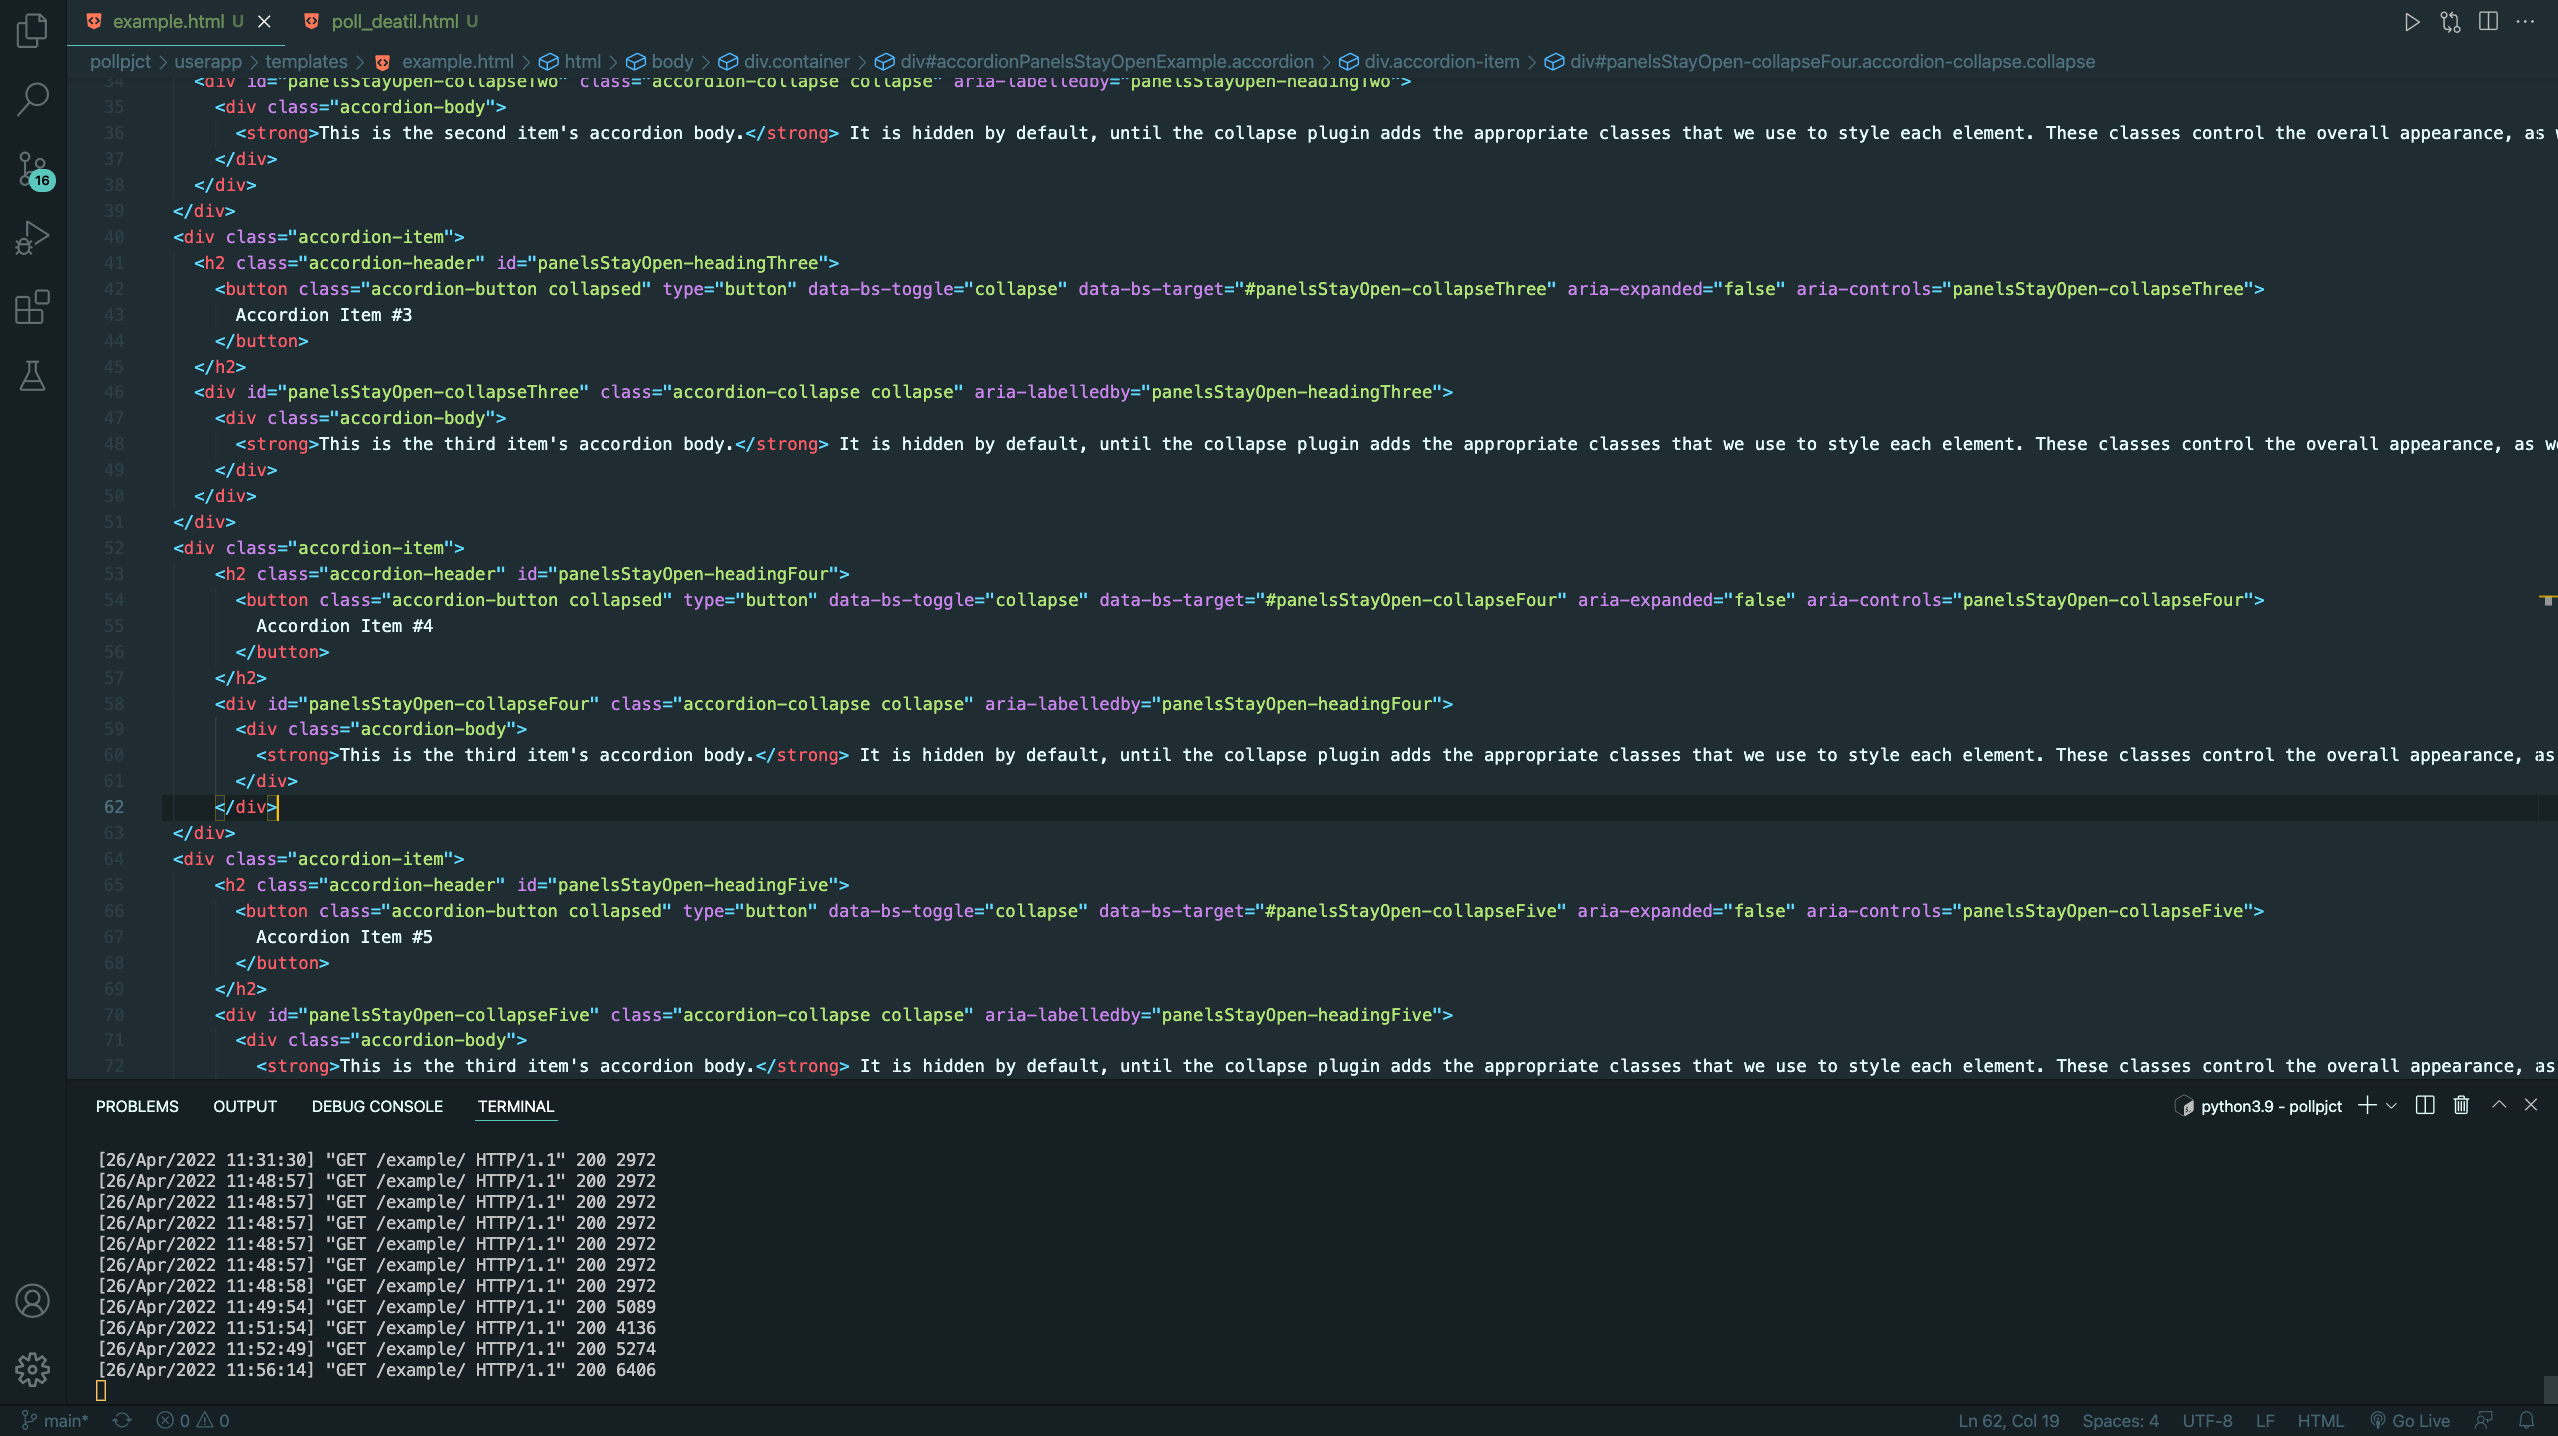 example.html U
poll_deatil.html U
pollpjct > userapp > templates > example.html > html > body > div.container > div#accordionPanelsStayOpenExample.accordion > div.accordion-item > div#panelsStayOpen-collapseFour.accordion-collapse.collapse
16
34 <div id="panelsStayOpen-collapseTwo" class="accordion-collapse collapse" aria-labelledby="panelsStayOpen-headingTwo">
35 <div class="accordion-body">
36 <strong>This is the second item's accordion body.</strong> It is hidden by default, until the collapse plugin adds the appropriate classes that we use to style each element. These classes control the overall appearance, as w
37 </div>
38 </div>
39 </div>
40 <div class="accordion-item">
41 <h2 class="accordion-header" id="panelsStayOpen-headingThree">
42 <button class="accordion-button collapsed" type="button" data-bs-toggle="collapse" data-bs-target="#panelsStayOpen-collapseThree" aria-expanded="false" aria-controls="panelsStayOpen-collapseThree">
43 Accordion Item #3
44 </button>
45 </h2>
46 <div id="panelsStayOpen-collapseThree" class="accordion-collapse collapse" aria-labelledby="panelsStayOpen-headingThree">
47 <div class="accordion-body">
48 <strong>This is the third item's accordion body.</strong> It is hidden by default, until the collapse plugin adds the appropriate classes that we use to style each element. These classes control the overall appearance, as we
49 </div>
50 </div>
51 </div>
52 <div class="accordion-item">
53 <h2 class="accordion-header" id="panelsStayOpen-headingFour">
54 <button class="accordion-button collapsed" type="button" data-bs-toggle="collapse" data-bs-target="#panelsStayOpen-collapseFour" aria-expanded="false" aria-controls="panelsStayOpen-collapseFour">
55 Accordion Item #4
56 </button>
57 </h2>
58 <div id="panelsStayOpen-collapseFour" class="accordion-collapse collapse" aria-labelledby="panelsStayOpen-headingFour">
59 <div class="accordion-body">
60 <strong>This is the third item's accordion body.</strong> It is hidden by default, until the collapse plugin adds the appropriate classes that we use to style each element. These classes control the overall appearance, as
61 </div>
62 </div>
63 </div>
64 <div class="accordion-item">
65 <h2 class="accordion-header" id="panelsStayOpen-headingFive">
66 <button class="accordion-button collapsed" type="button" data-bs-toggle="collapse" data-bs-target="#panelsStayOpen-collapseFive" aria-expanded="false" aria-controls="panelsStayOpen-collapseFive">
67 Accordion Item #5
68 </button>
69 </h2>
70 <div id="panelsStayOpen-collapseFive" class="accordion-collapse collapse" aria-labelledby="panelsStayOpen-headingFive">
71 <div class="accordion-body">
72 <strong>This is the third item's accordion body.</strong> It is hidden by default, until the collapse plugin adds the appropriate classes that we use to style each element. These classes control the overall appearance, as
PROBLEMS OUTPUT DEBUG CONSOLE TERMINAL
python3.9 - pollpjct
[26/Apr/2022 11:31:30] "GET /example/ HTTP/1.1" 200 2972
[26/Apr/2022 11:48:57] "GET /example/ HTTP/1.1" 200 2972
[26/Apr/2022 11:48:57] "GET /example/ HTTP/1.1" 200 2972
[26/Apr/2022 11:48:57] "GET /example/ HTTP/1.1" 200 2972
[26/Apr/2022 11:48:57] "GET /example/ HTTP/1.1" 200 2972
[26/Apr/2022 11:48:57] "GET /example/ HTTP/1.1" 200 2972
[26/Apr/2022 11:48:58] "GET /example/ HTTP/1.1" 200 2972
[26/Apr/2022 11:49:54] "GET /example/ HTTP/1.1" 200 5089
[26/Apr/2022 11:51:54] "GET /example/ HTTP/1.1" 200 4136
[26/Apr/2022 11:52:49] "GET /example/ HTTP/1.1" 200 5274
[26/Apr/2022 11:56:14] "GET /example/ HTTP/1.1" 200 6406
main* 0 0
Ln 62, Col 19 Spaces: 4 UTF-8 LF HTML Go Live